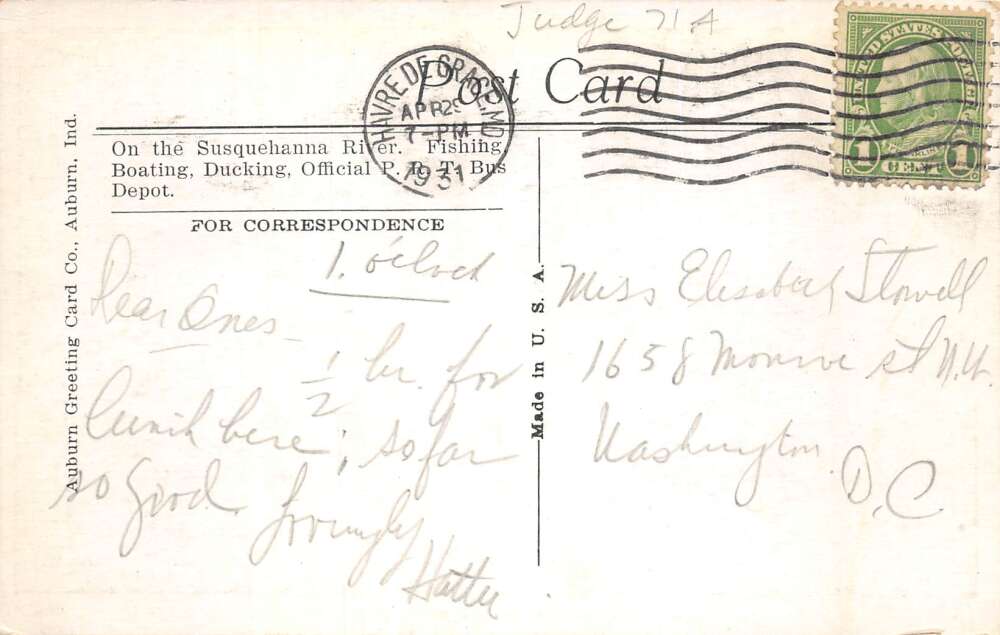 Judge 71A
Post Card
HAVRE DE GRACE, MD.
APR 29
7-PM
1931
UNITED STATES POSTAGE
1 CENT 1
On the Susquehanna River. Fishing,
Boating, Ducking, Official P. R. T. Bus
Depot.
FOR CORRESPONDENCE
Auburn Greeting Card Co., Auburn, Ind.
Made in U. S. A.
1. o'clock
Dear Ones -
1/2 hr. for
lunch here; so far
so good. Lovingly
Hattie
Miss Elisabeth Stowell
1658 Monroe st N.W.
Washington
D.C